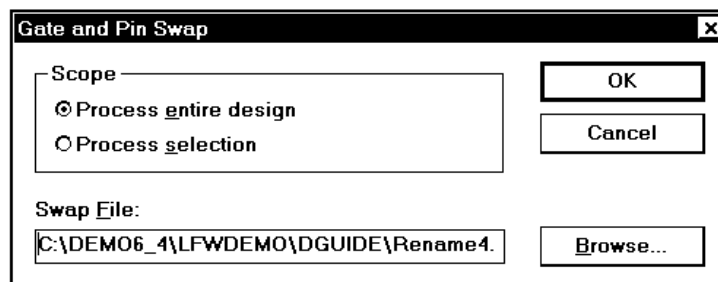 Gate and Pin Swap
Scope
Process entire design
Process selection
OK
Cancel
Swap File:
C:\DEMO6_4\LFWDEMO\DGUIDE\Rename4.
Browse...